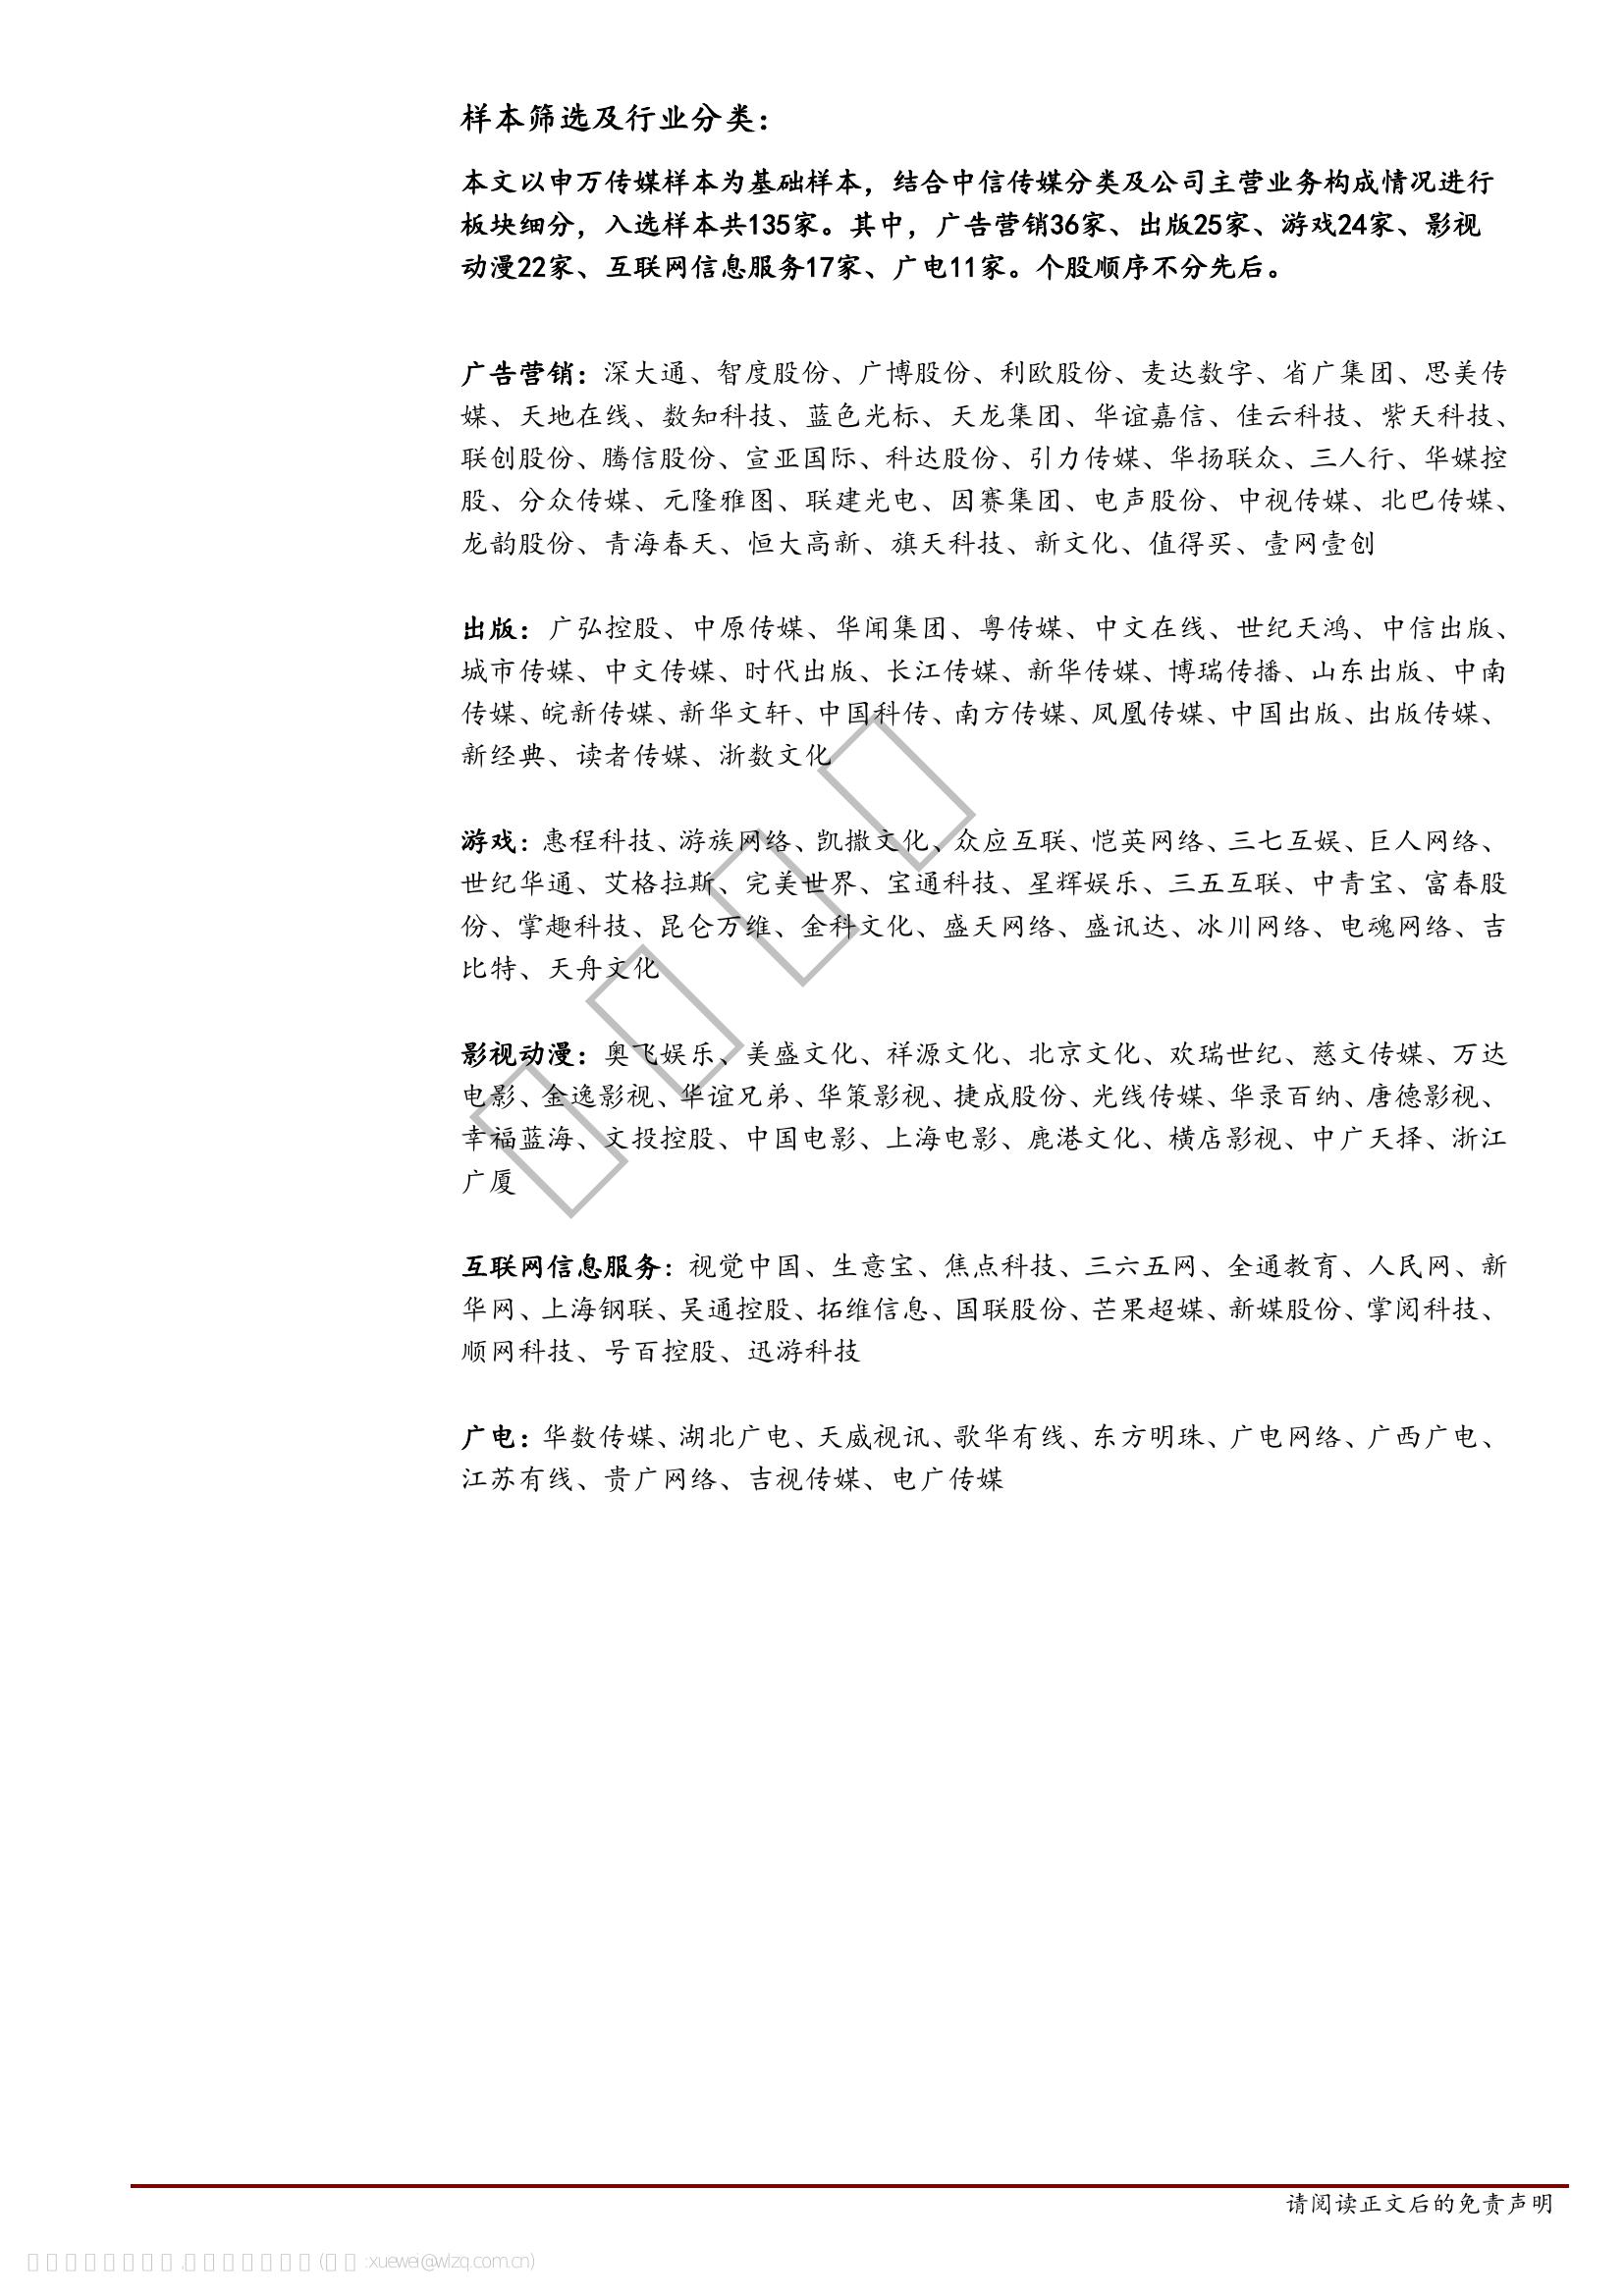 样本筛选及行业分类：
本文以申万传媒样本为基础样本，结合中信传媒分类及公司主营业务构成情况进行
板块细分，入选样本共135家。其中，广告营销36家、出版25家、游戏24家、影视
动漫22家、互联网信息服务17家、广电11家。个股顺序不分先后。
广告营销：深大通、智度股份、广博股份、利欧股份、麦达数字、省广集团、思美传
媒、天地在线、数知科技、蓝色光标、天龙集团、华谊嘉信、佳云科技、紫天科技、
联创股份、腾信股份、宣亚国际、科达股份、引力传媒、华扬联众、三人行、华媒控
股、分众传媒、元隆雅图、联建光电、因赛集团、电声股份、中视传媒、北巴传媒、
龙韵股份、青海春天、恒大高新、旗天科技、新文化、值得买、壹网壹创
出版：广弘控股、中原传媒、华闻集团、粤传媒、中文在线、世纪天鸿、中信出版、
城市传媒、中文传媒、时代出版、长江传媒、新华传媒、博瑞传播、山东出版、中南
传媒、皖新传媒、新华文轩、中国科传、南方传媒、凤凰传媒、中国出版、出版传媒、
新经典、读者传媒、浙数文化
游戏：惠程科技、游族网络、凯撒文化、众应互联、恺英网络、三七互娱、巨人网络、
世纪华通、艾格拉斯、完美世界、宝通科技、星辉娱乐、三五互联、中青宝、富春股
份、掌趣科技、昆仑万维、金科文化、盛天网络、盛讯达、冰川网络、电魂网络、吉
比特、天舟文化
影视动漫：奥飞娱乐、美盛文化、祥源文化、北京文化、欢瑞世纪、慈文传媒、万达
电影、金逸影视、华谊兄弟、华策影视、捷成股份、光线传媒、华录百纳、唐德影视、
幸福蓝海、文投控股、中国电影、上海电影、鹿港文化、横店影视、中广天择、浙江
广厦
互联网信息服务：视觉中国、生意宝、焦点科技、三六五网、全通教育、人民网、新
华网、上海钢联、吴通控股、拓维信息、国联股份、芒果超媒、新媒股份、掌阅科技、
顺网科技、号百控股、迅游科技
广电：华数传媒、湖北广电、天威视讯、歌华有线、东方明珠、广电网络、广西广电、
江苏有线、贵广网络、吉视传媒、电广传媒
请阅读正文后的免责声明
xuewei@wlzq.com.cn)